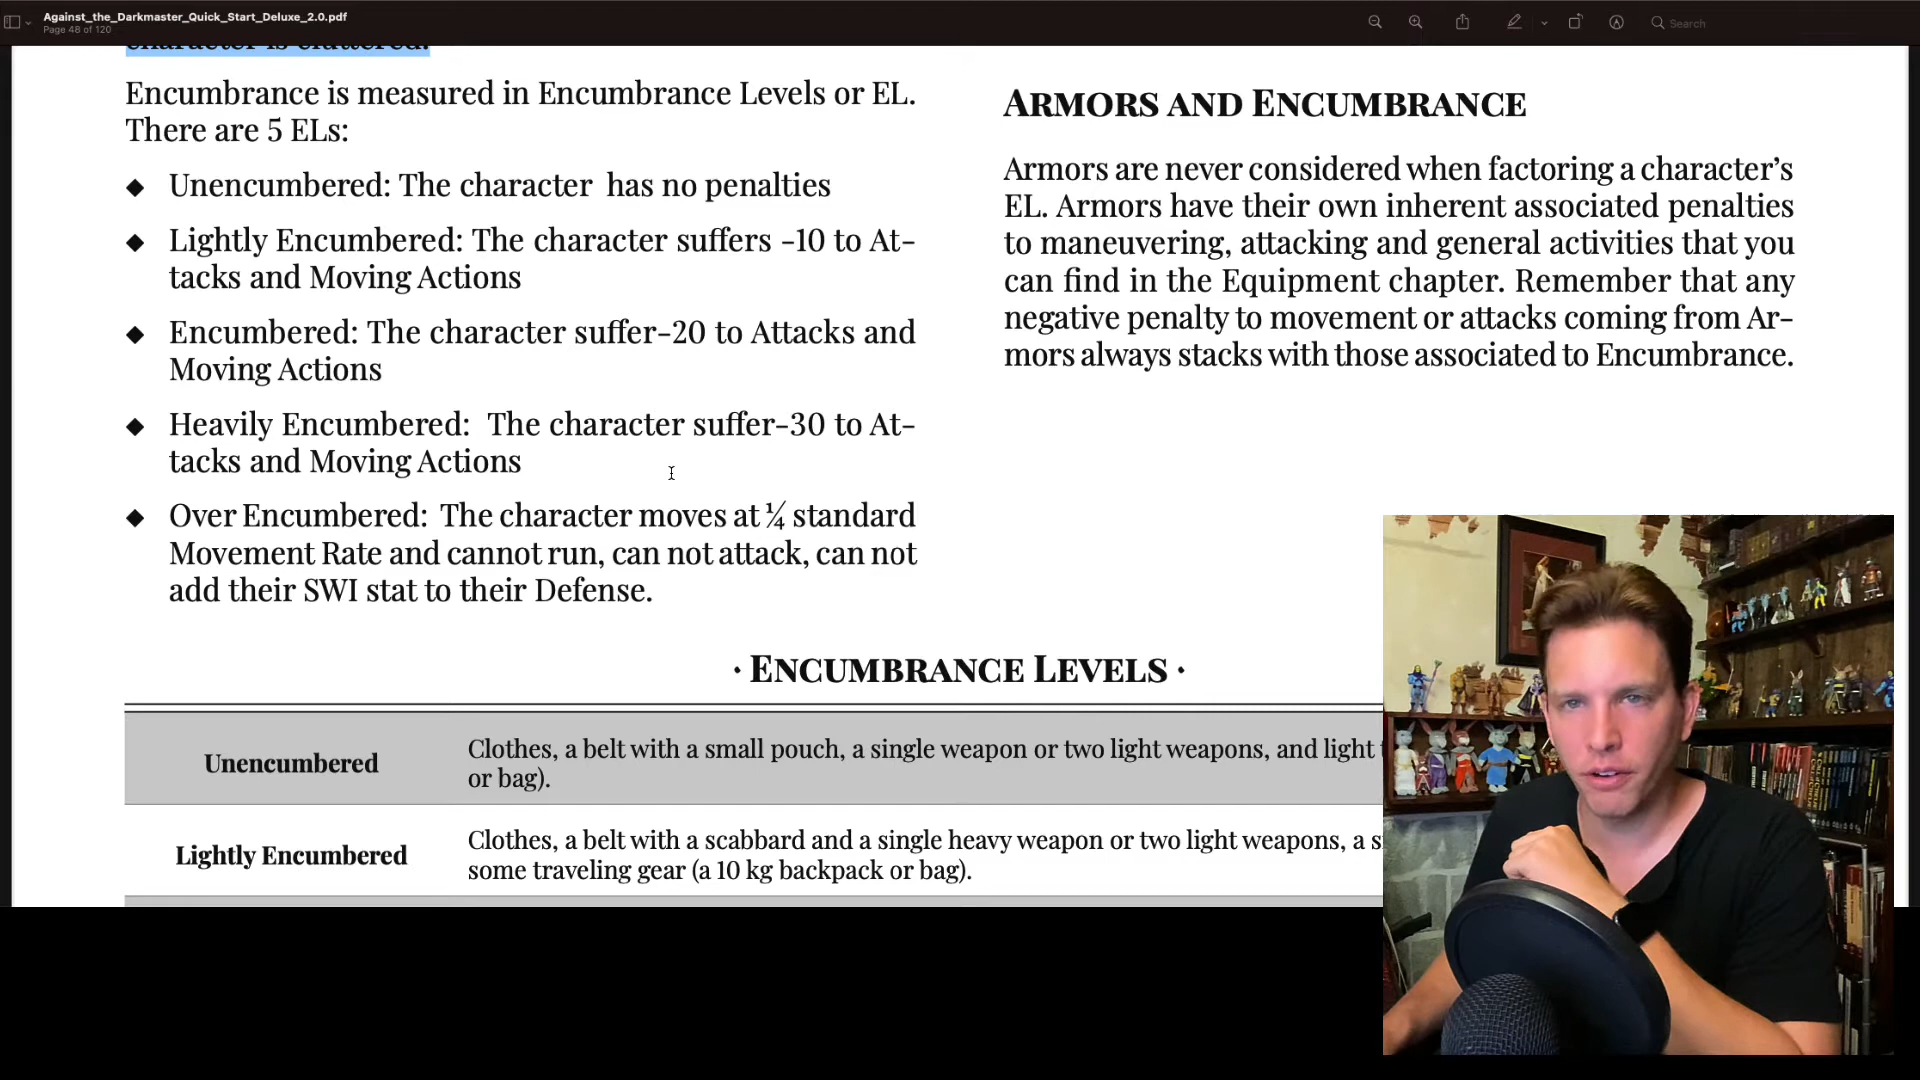 Against_the_Darkmaster_Quick_Start_Deluxe_2.0.pdf
Page 48 of 120
Search
character is cluttered.
Encumbrance is measured in Encumbrance Levels or EL.
There are 5 ELs:
◆ Unencumbered: The character has no penalties
◆ Lightly Encumbered: The character suffers -10 to At-
tacks and Moving Actions
◆ Encumbered: The character suffer-20 to Attacks and
Moving Actions
◆ Heavily Encumbered: The character suffer-30 to At-
tacks and Moving Actions
◆ Over Encumbered: The character moves at ¼ standard
Movement Rate and cannot run, can not attack, can not
add their SWI stat to their Defense.
Armors and Encumbrance
Armors are never considered when factoring a character’s
EL. Armors have their own inherent associated penalties
to maneuvering, attacking and general activities that you
can find in the Equipment chapter. Remember that any
negative penalty to movement or attacks coming from Ar-
mors always stacks with those associated to Encumbrance.
· Encumbrance Levels ·
Unencumbered
Clothes, a belt with a small pouch, a single weapon or two light weapons, and light
or bag).
Lightly Encumbered
Clothes, a belt with a scabbard and a single heavy weapon or two light weapons, a
some traveling gear (a 10 kg backpack or bag).